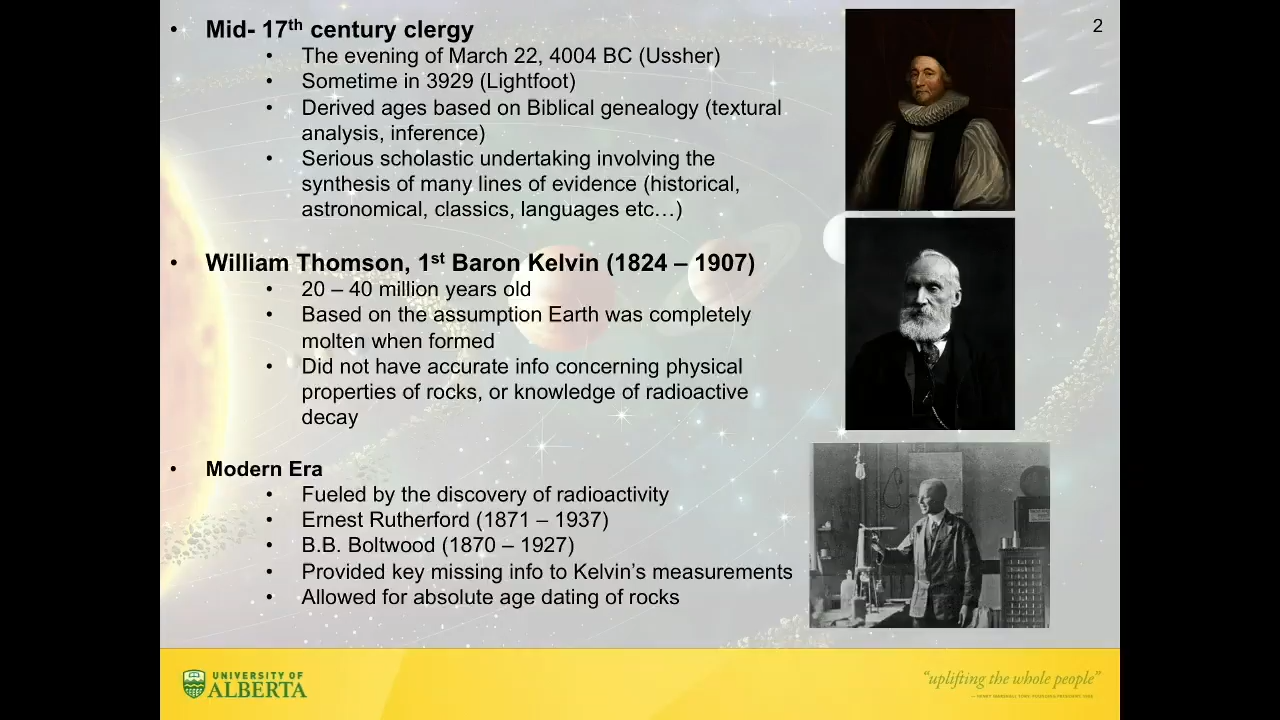 2
• Mid- 17th century clergy
• The evening of March 22, 4004 BC (Ussher)
• Sometime in 3929 (Lightfoot)
• Derived ages based on Biblical genealogy (textural
analysis, inference)
• Serious scholastic undertaking involving the
synthesis of many lines of evidence (historical,
astronomical, classics, languages etc…)
• William Thomson, 1st Baron Kelvin (1824 – 1907)
• 20 – 40 million years old
• Based on the assumption Earth was completely
molten when formed
• Did not have accurate info concerning physical
properties of rocks, or knowledge of radioactive
decay
• Modern Era
• Fueled by the discovery of radioactivity
• Ernest Rutherford (1871 – 1937)
• B.B. Boltwood (1870 – 1927)
• Provided key missing info to Kelvin’s measurements
• Allowed for absolute age dating of rocks
UNIVERSITY OF
ALBERTA
“uplifting the whole people”
— HENRY MARSHALL TORY, FOUNDING PRESIDENT, 1908